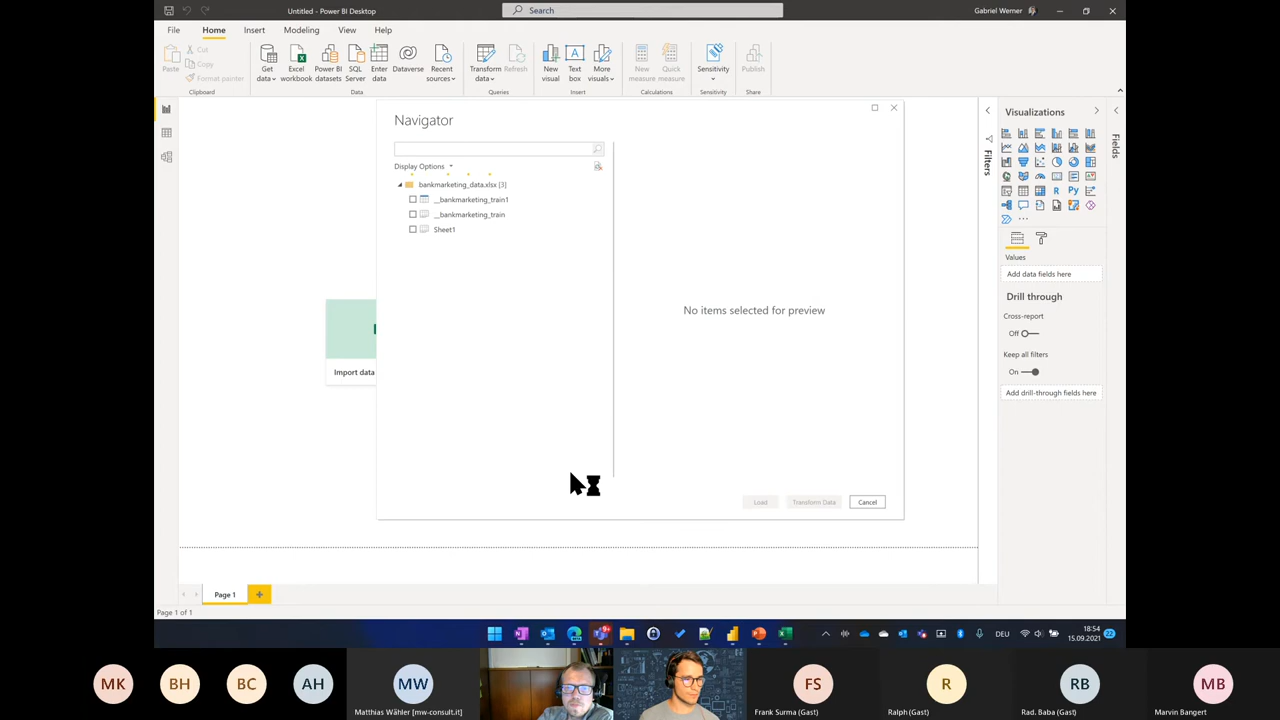 Untitled - Power BI Desktop
Search
Gabriel Werner
File
Home
Insert
Modeling
View
Help
Paste
Cut
Copy
Format painter
Clipboard
Get data
Excel workbook
Power BI datasets
SQL Server
Enter data
Dataverse
Recent sources
Data
Transform data
Refresh
Queries
New visual
Text box
More visuals
Insert
New measure
Quick measure
Calculations
Sensitivity
Sensitivity
Publish
Share
Navigator
Display Options
bankmarketing_data.xlsx [3]
__bankmarketing_train1
__bankmarketing_train
Sheet1
No items selected for preview
Load
Transform Data
Cancel
Import data
Filters
Visualizations
Fields
R
Py
Values
Add data fields here
Drill through
Cross-report
Off
Keep all filters
On
Add drill-through fields here
Page 1
Page 1 of 1
DEU
18:54
15.09.2021
22
MK
BH
BC
AH
MW
Matthias Wähler [mw-consult.it]
FS
Frank Surma (Gast)
R
Ralph (Gast)
RB
Rad. Baba (Gast)
MB
Marvin Bangert